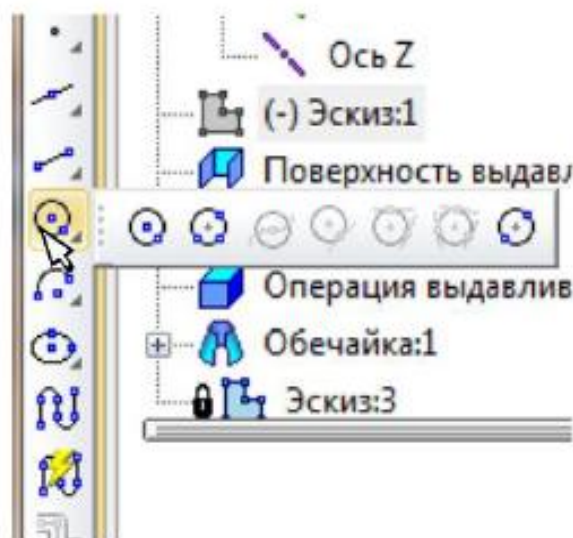 Ось Z
(-) Эскиз:1
Поверхность выдавл
Операция выдавлив
Обечайка:1
Эскиз:3